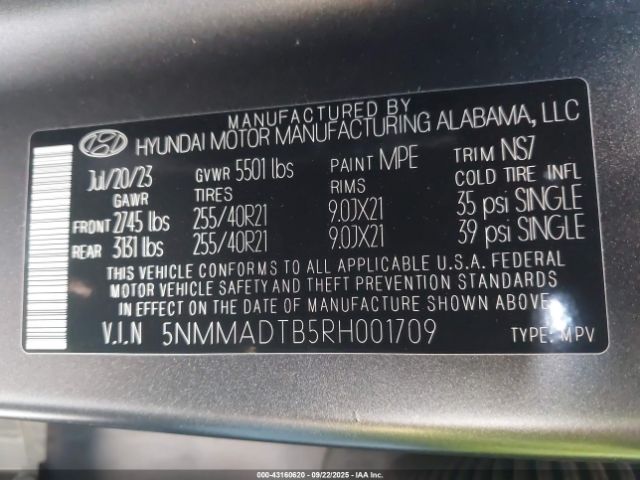 MANUFACTURED BY
HYUNDAI MOTOR MANUFACTURING ALABAMA, LLC
Jul/20/23 GVWR 5501 lbs PAINT MPE TRIM NS7
GAWR TIRES RIMS COLD TIRE INFL
FRONT 2745 lbs 255/40R21 9.0JX21 35 psi SINGLE
REAR 3131 lbs 255/40R21 9.0JX21 39 psi SINGLE
THIS VEHICLE CONFORMS TO ALL APPLICABLE U.S.A. FEDERAL
MOTOR VEHICLE SAFETY AND THEFT PREVENTION STANDARDS
IN EFFECT ON THE DATE OF MANUFACTURE SHOWN ABOVE.
V.I.N 5NMMADTB5RH001709 TYPE: MPV
000-43160620 - 09/22/2025 - IAAI.COM